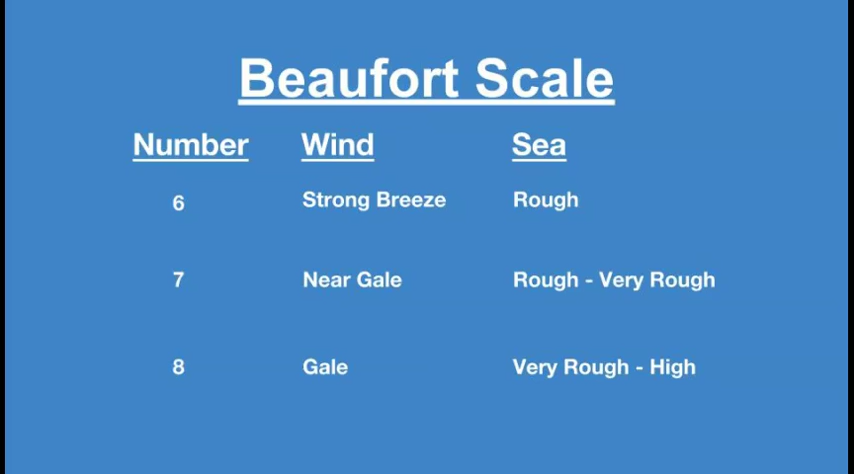 Beaufort Scale
Number Wind Sea
6 Strong Breeze Rough
7 Near Gale Rough - Very Rough
8 Gale Very Rough - High